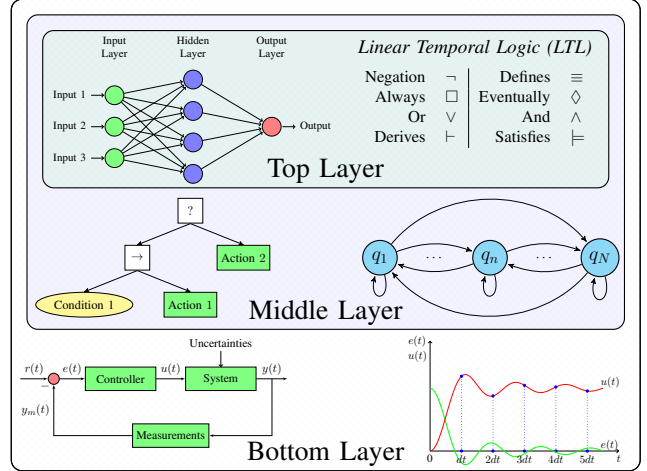 Input Layer
Hidden Layer
Output Layer
Input 1
Input 2
Input 3
Output
Linear Temporal Logic (LTL)
Negation ¬ Defines ≡
Always □ Eventually ◊
Or ∨ And ∧
Derives ⊢ Satisfies ⊨
Top Layer
?
→
Action 2
Condition 1
Action 1
q1 ... qn ... qN
Middle Layer
Uncertainties
r(t)
e(t)
Controller
u(t)
System
y(t)
−
ym(t)
Measurements
e(t)
u(t)
u(t)
e(t)
0 dt 2dt 3dt 4dt 5dt t
Bottom Layer